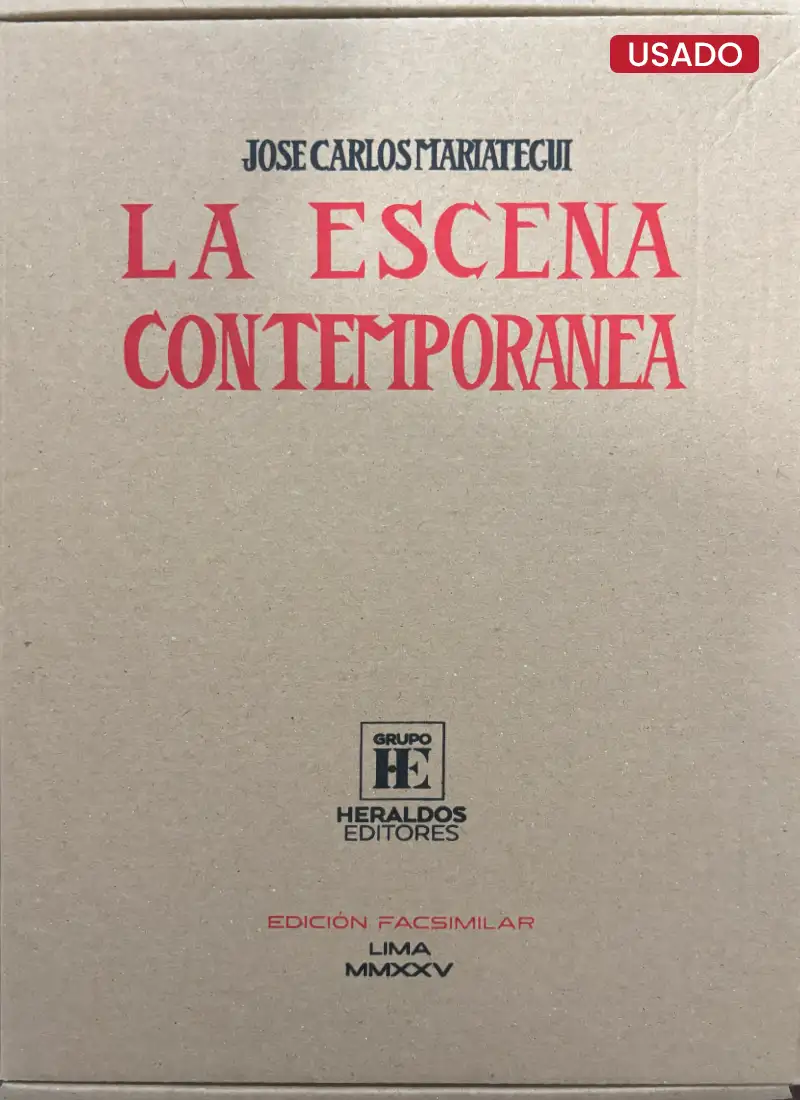 USADO
JOSE CARLOS MARIATEGUI
LA ESCENA
CONTEMPORANEA
GRUPO
HE
HERALDOS
EDITORES
EDICIÓN FACSIMILAR
LIMA
MMXXV